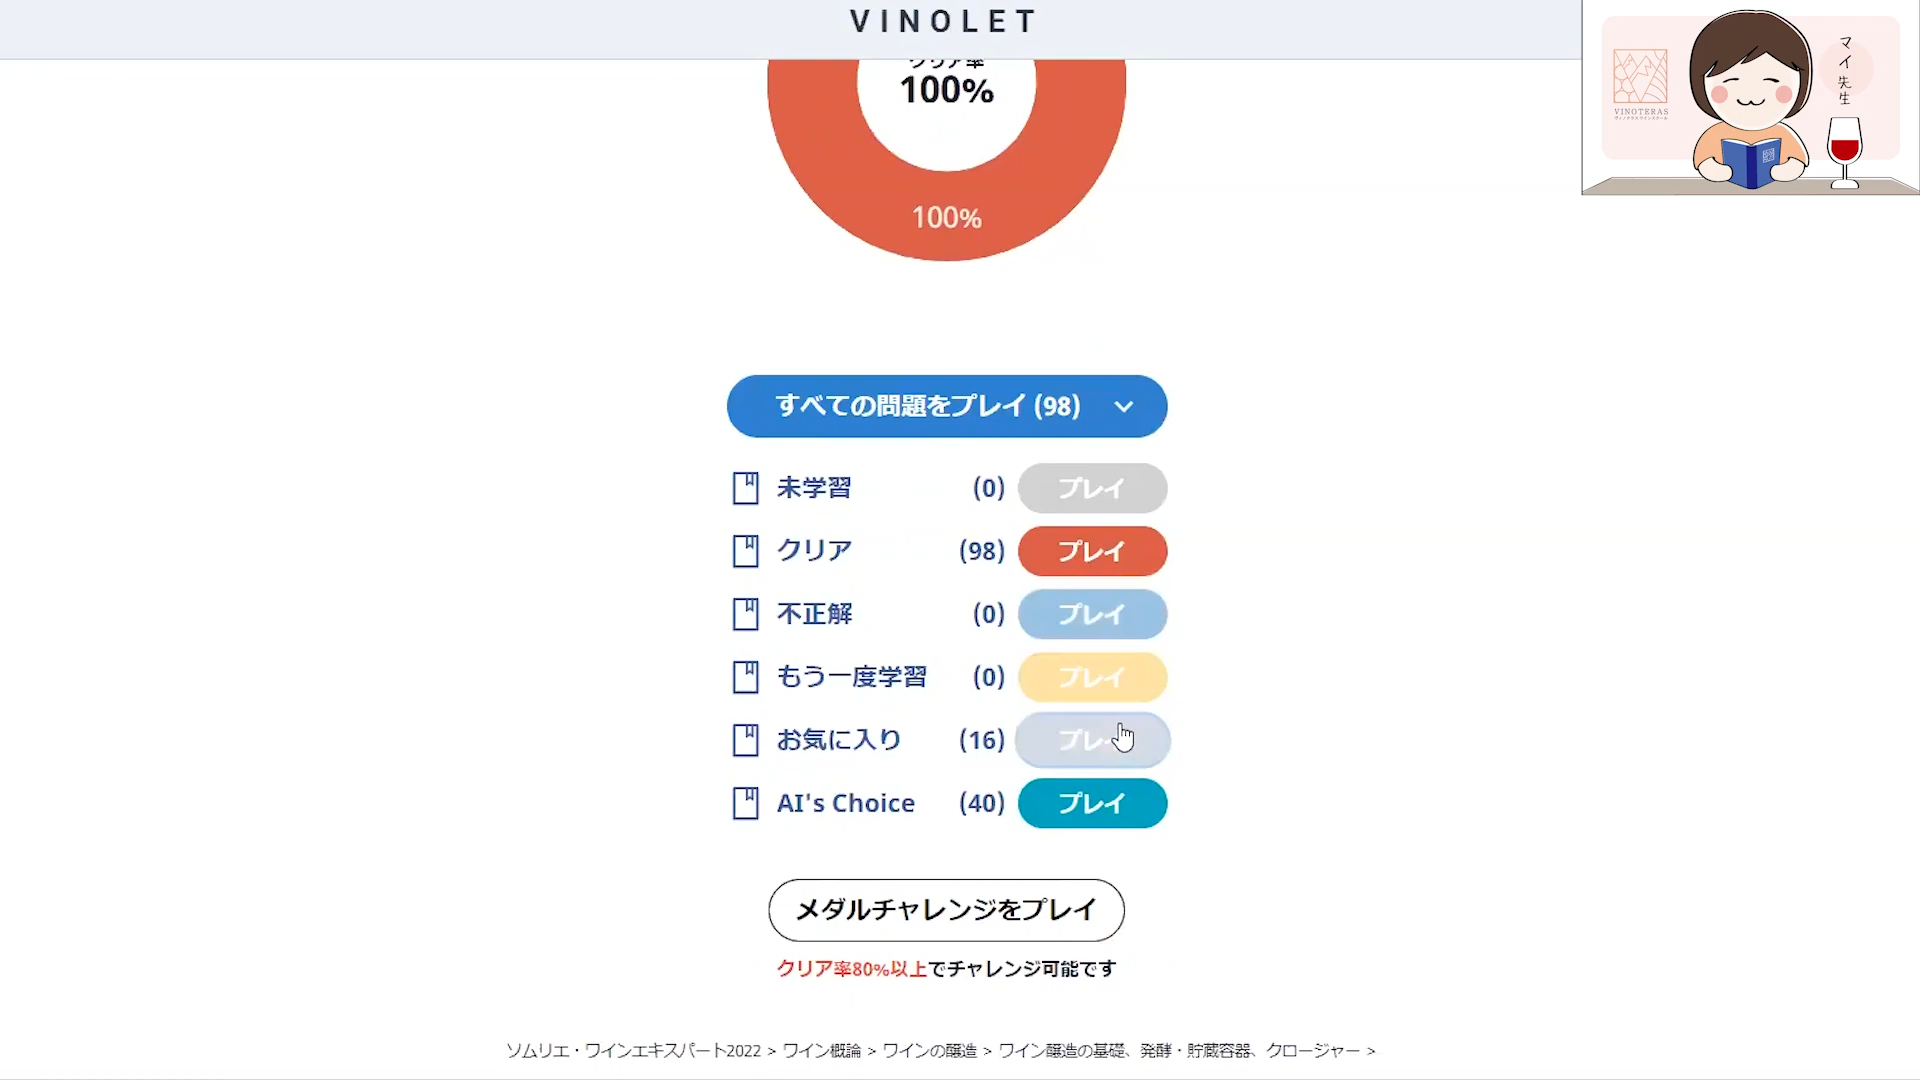 VINOLET
クリア率
100%
100%
マイ先生
VINOTERAS
すべての問題をプレイ (98)
未学習 (0) プレイ
クリア (98) プレイ
不正解 (0) プレイ
もう一度学習 (0) プレイ
お気に入り (16) プレイ
AI's Choice (40) プレイ
メダルチャレンジをプレイ
クリア率80%以上でチャレンジ可能です
ソムリエ・ワインエキスパート2022 > ワイン概論 > ワインの醸造 > ワイン醸造の基礎、発酵・貯蔵容器、クロージャー >